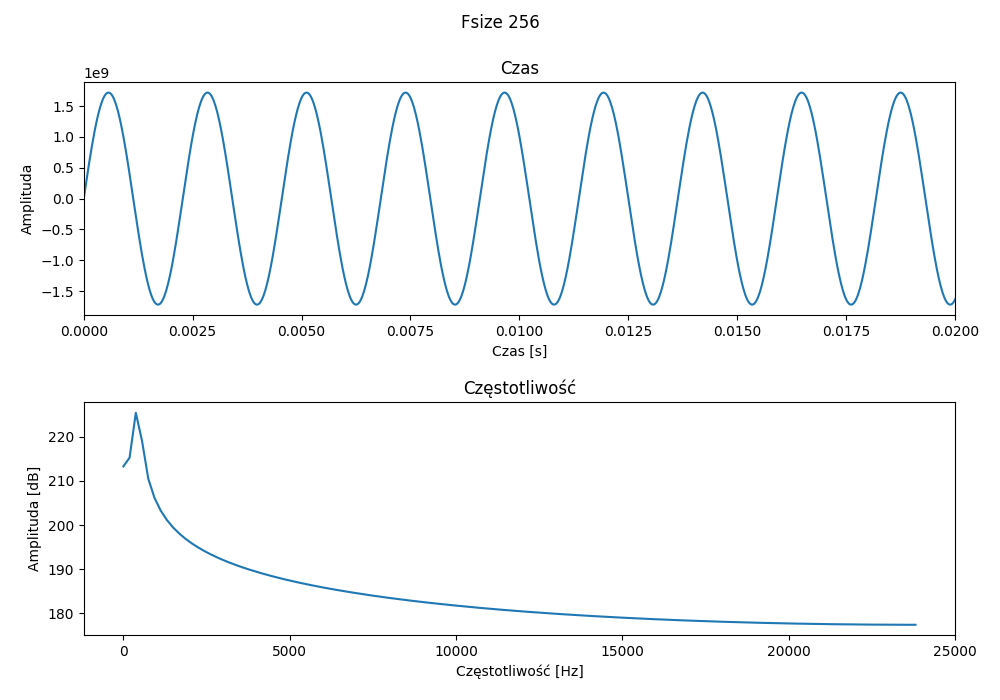 Fsize 256
Czas
1e9
1.5
1.0
0.5
0.0
−0.5
−1.0
−1.5
Amplituda
0.0000 0.0025 0.0050 0.0075 0.0100 0.0125 0.0150 0.0175 0.0200
Czas [s]
Częstotliwość
220
210
200
190
180
Amplituda [dB]
0 5000 10000 15000 20000 25000
Częstotliwość [Hz]